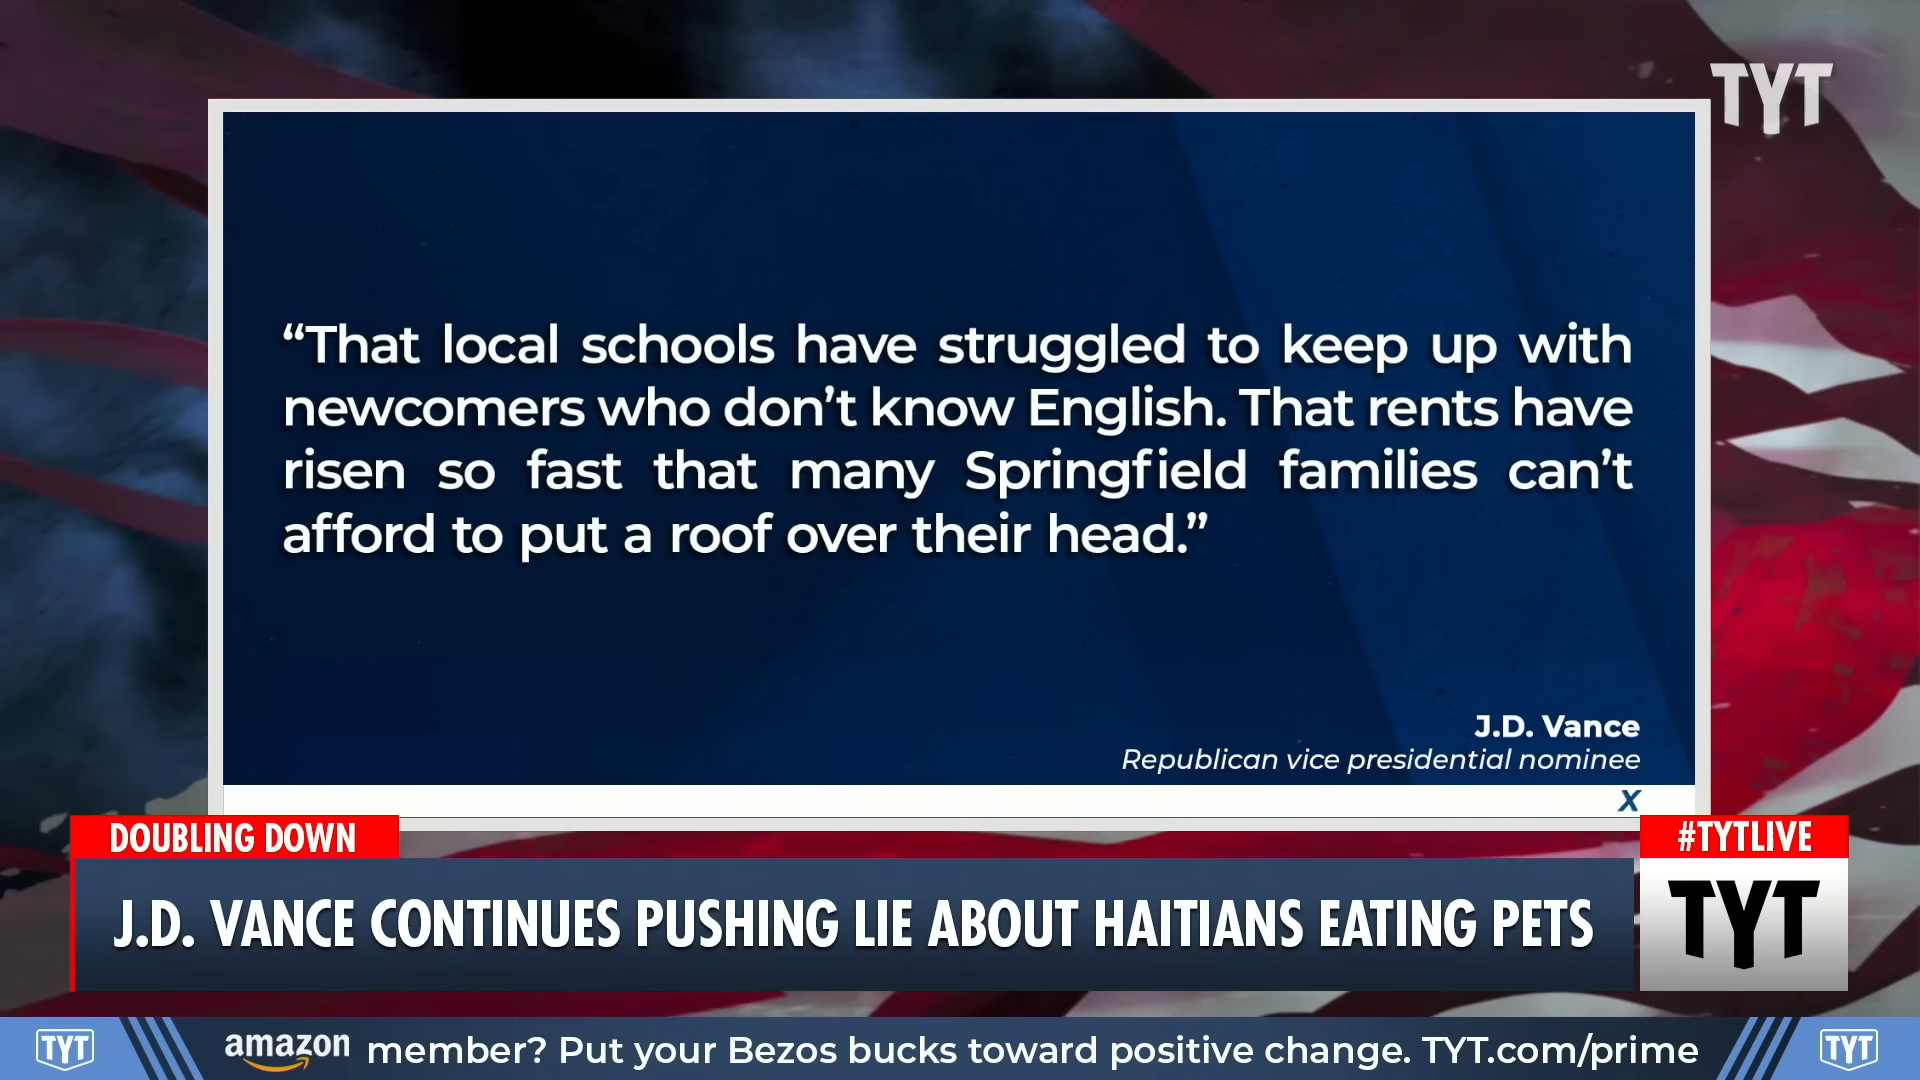 TYT
“That local schools have struggled to keep up with
newcomers who don’t know English. That rents have
risen so fast that many Springfield families can’t
afford to put a roof over their head.”
J.D. Vance
Republican vice presidential nominee
X
DOUBLING DOWN
#TYTLIVE
J.D. VANCE CONTINUES PUSHING LIE ABOUT HAITIANS EATING PETS
TYT
TYT
amazon member? Put your Bezos bucks toward positive change. TYT.com/prime
TYT